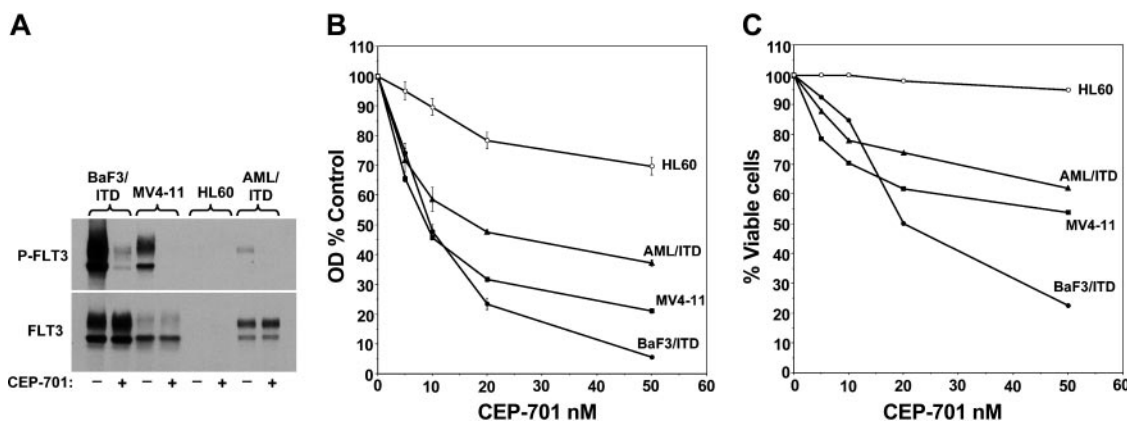 A
BaF3/
ITD
MV4-11
HL60
AML/
ITD
P-FLT3
FLT3
CEP-701: – + – + – + – +
B
OD % Control
110
100
90
80
70
60
50
40
30
20
10
0
HL60
AML/ITD
MV4-11
BaF3/ITD
0 10 20 30 40 50 60
CEP-701 nM
C
% Viable cells
110
100
90
80
70
60
50
40
30
20
10
0
HL60
AML/ITD
MV4-11
BaF3/ITD
0 10 20 30 40 50 60
CEP-701 nM